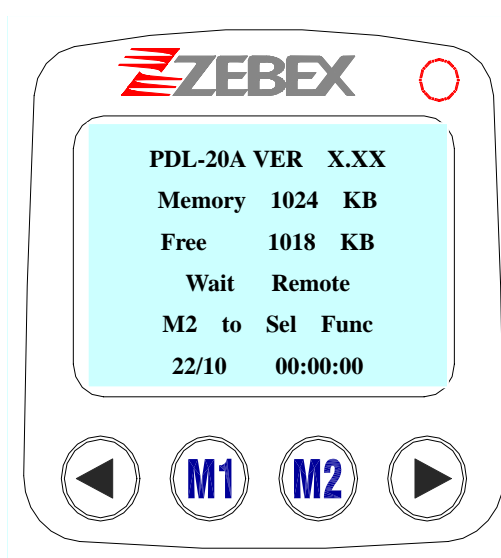 ZEBEX
PDL-20A VER X.XX
Memory 1024 KB
Free 1018 KB
Wait Remote
M2 to Sel Func
22/10 00:00:00
M1 M2